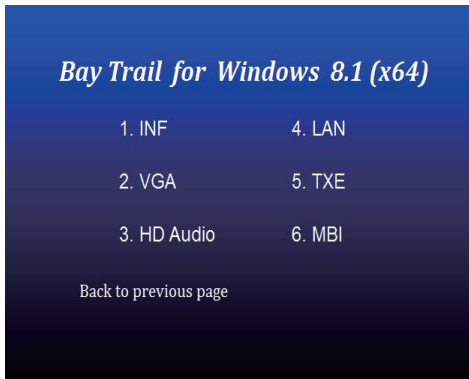 Bay Trail for Windows 8.1 (x64)
1. INF
4. LAN
2. VGA
5. TXE
3. HD Audio
6. MBI
Back to previous page